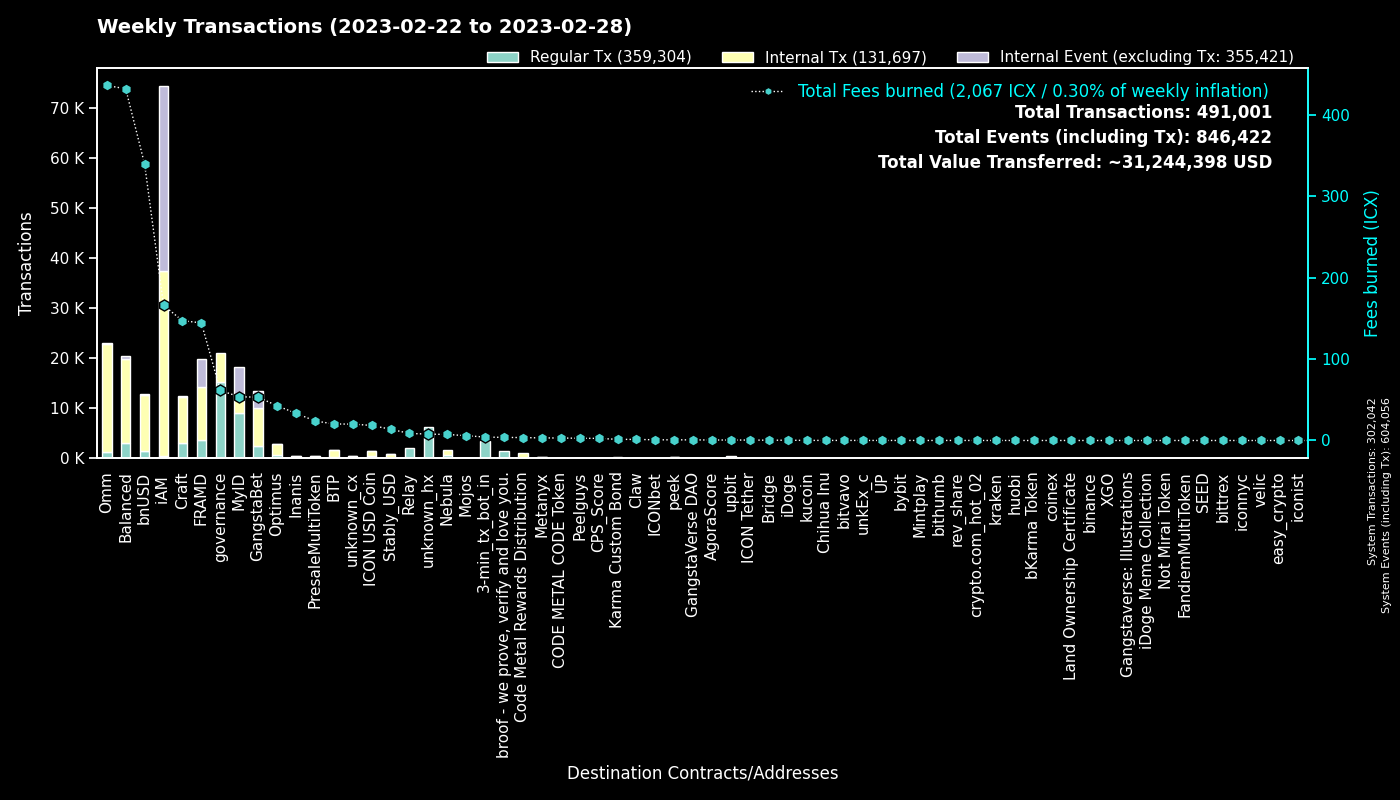 Weekly Transactions (2023-02-22 to 2023-02-28)
Regular Tx (359,304)
Internal Tx (131,697)
Internal Event (excluding Tx: 355,421)
Total Fees burned (2,067 ICX / 0.30% of weekly inflation)
Total Transactions: 491,001
Total Events (including Tx): 846,422
Total Value Transferred: ~31,244,398 USD
Transactions
70 K
60 K
50 K
40 K
30 K
20 K
10 K
0 K
400
300
200
100
0
Fees burned (ICX)
System Transactions: 302,042
System Events (including Tx): 604,056
Omm
Balanced
bnUSD
iAM
Craft
FRAMD
governance
MyID
GangstaBet
Optimus
Inanis
PresaleMultiToken
BTP
unknown_cx
ICON USD Coin
Stably_USD
Relay
unknown_hx
Nebula
Mojos
3-min_tx_bot_in
broof - we prove, verify and love you.
Code Metal Rewards Distribution
Metanyx
CODE METAL CODE Token
Peelguys
CPS_Score
Karma Custom Bond
Claw
ICONbet
peek
GangstaVerse DAO
AgoraScore
upbit
ICON Tether
Bridge
iDoge
kucoin
Chihua Inu
bitvavo
unkEx_c
UP
bybit
Mintplay
bithumb
rev_share
crypto.com_hot_02
kraken
huobi
bKarma Token
coinex
Land Ownership Certificate
binance
XGO
Gangstaverse: Illustrations
iDoge Meme Collection
Not Mirai Token
FandiemMultiToken
SEED
bittrex
iconnyc
velic
easy_crypto
iconist
Destination Contracts/Addresses